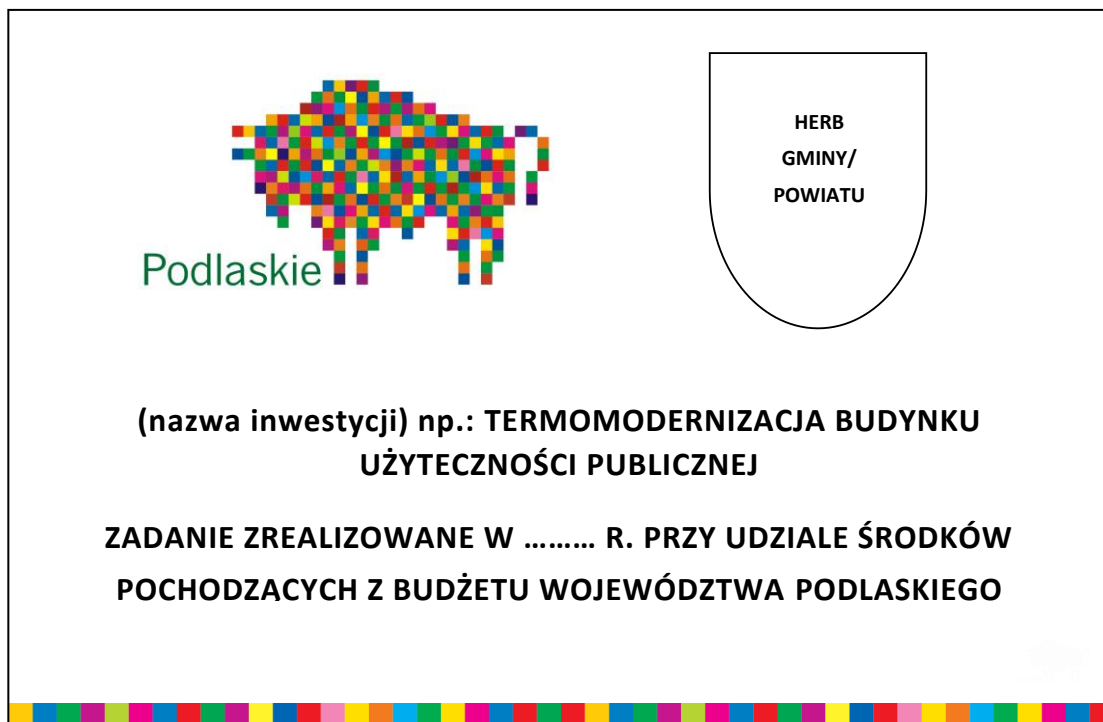 Podlaskie
HERB
GMINY/
POWIATU
(nazwa inwestycji) np.: TERMOMODERNIZACJA BUDYNKU
UŻYTECZNOŚCI PUBLICZNEJ
ZADANIE ZREALIZOWANE W ……… R. PRZY UDZIALE ŚRODKÓW
POCHODZĄCYCH Z BUDŻETU WOJEWÓDZTWA PODLASKIEGO